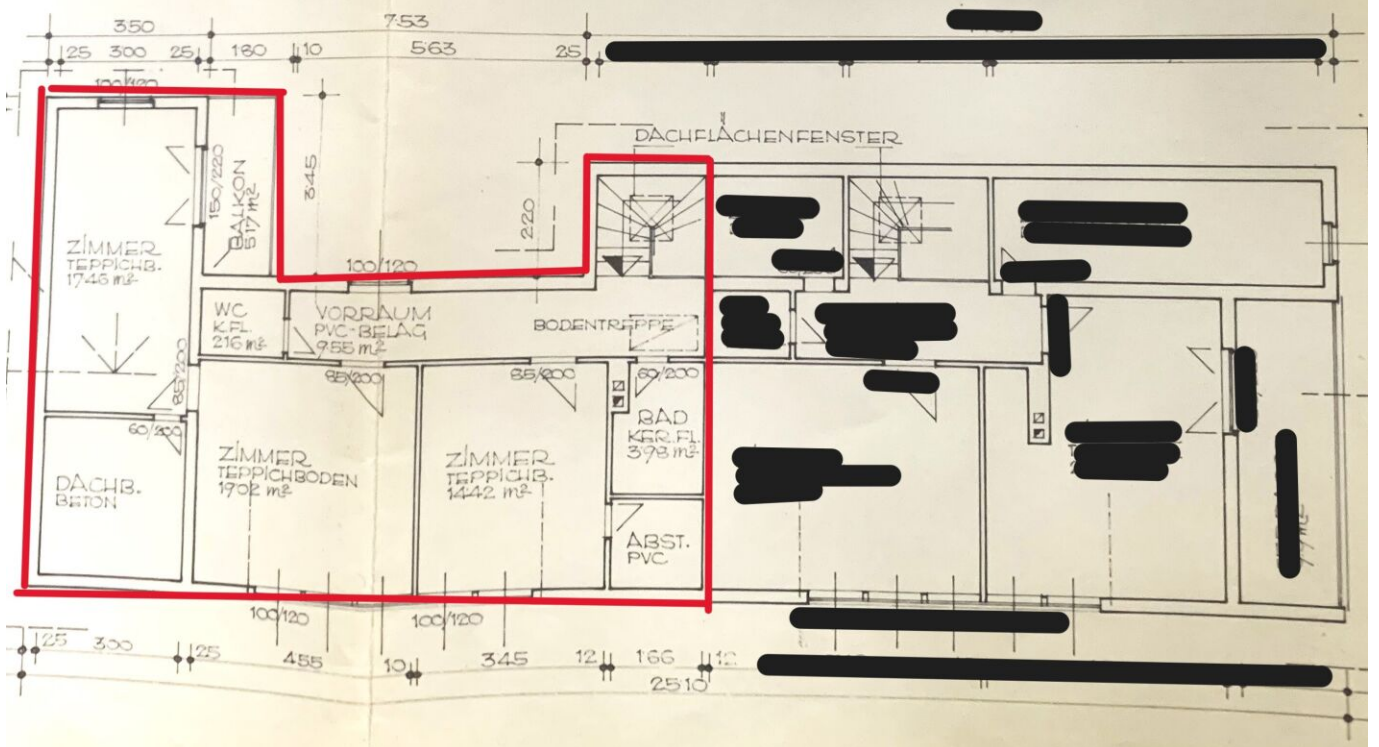 350
7.53
25 300 25 180 10 563 25
100/120
DACHFLÄCHENFENSTER
345
220
150/220
BALKON
5.17 m²
ZIMMER
TEPPICHB.
17.46 m²
100/120
WC
K.FL.
2.16 m²
VORRAUM
PVC-BELAG
9.55 m²
BODENTREPPE
85/200
85/200
85/200
60/200
60/200
BAD
KER.FL.
3.98 m²
ZIMMER
TEPPICHBODEN
19.02 m²
ZIMMER
TEPPICHB.
14.42 m²
DACHB.
BETON
ABST.
PVC
100/120
100/120
25 300 25 455 10 345 12 166 12
25.10